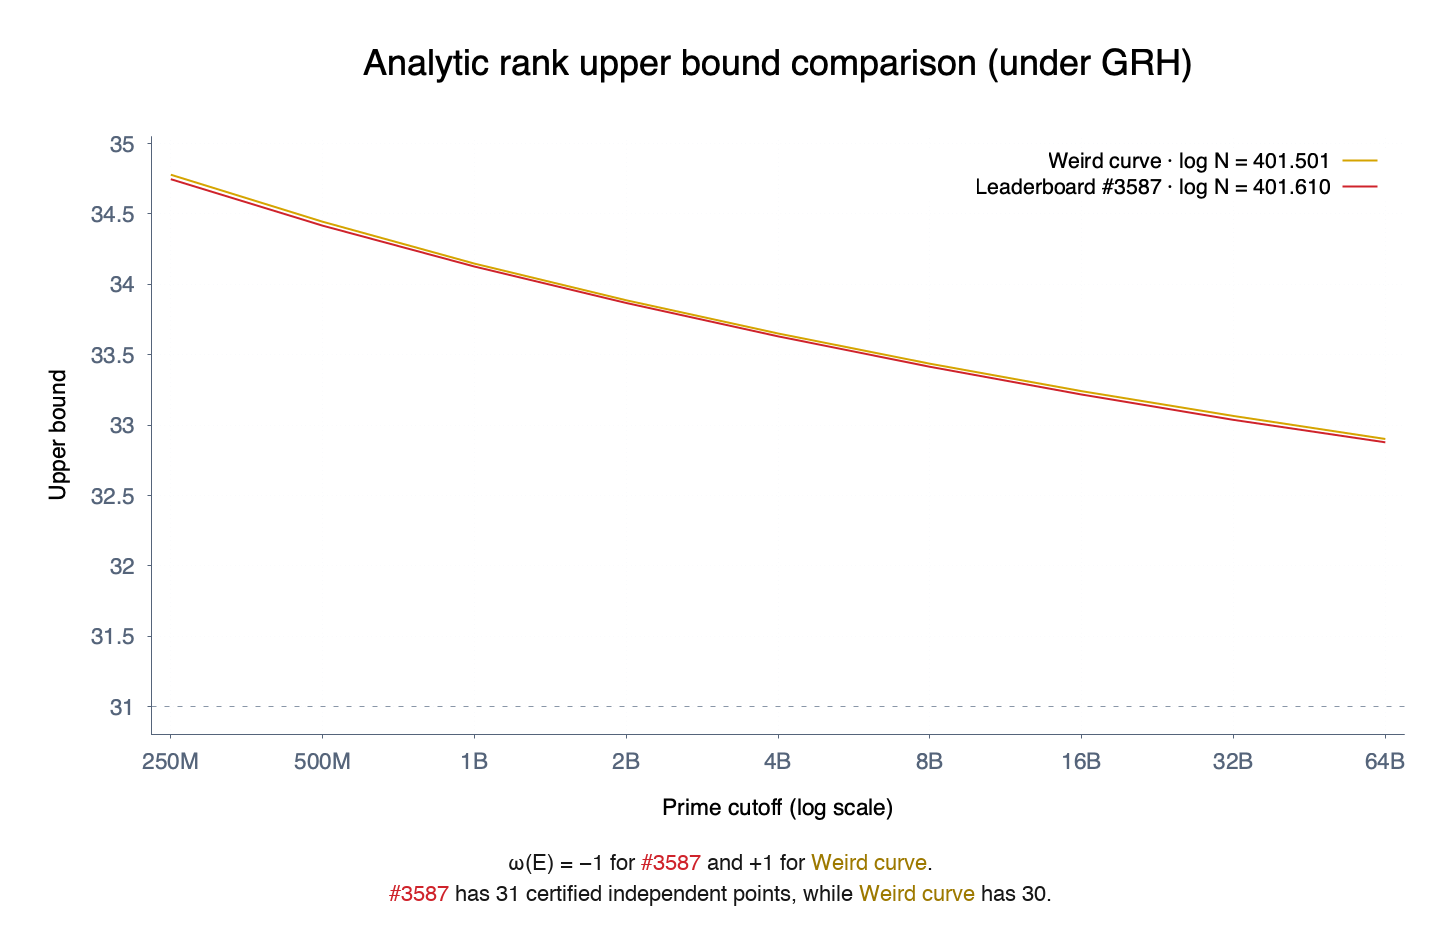 Analytic rank upper bound comparison (under GRH)
Weird curve · log N = 401.501
Leaderboard #3587 · log N = 401.610
Upper bound
35
34.5
34
33.5
33
32.5
32
31.5
31
250M 500M 1B 2B 4B 8B 16B 32B 64B
Prime cutoff (log scale)
ω(E) = −1 for #3587 and +1 for Weird curve.
#3587 has 31 certified independent points, while Weird curve has 30.